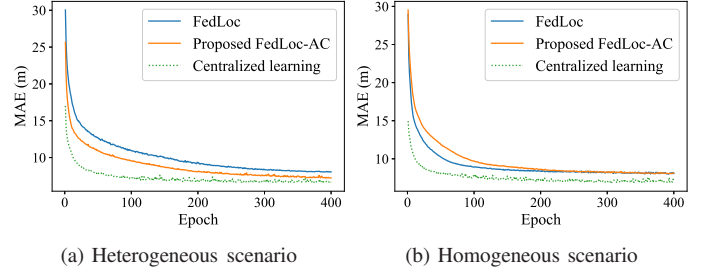 30
25
20
15
10
MAE (m)
FedLoc
Proposed FedLoc-AC
Centralized learning
0 100 200 300 400
Epoch
(a) Heterogeneous scenario
30
25
20
15
10
MAE (m)
FedLoc
Proposed FedLoc-AC
Centralized learning
0 100 200 300 400
Epoch
(b) Homogeneous scenario